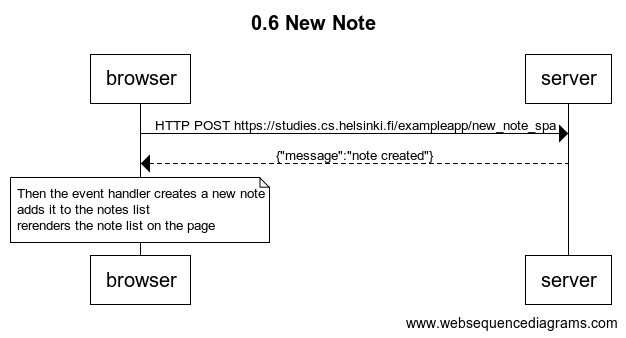 0.6 New Note
browser
server
HTTP POST https://studies.cs.helsinki.fi/exampleapp/new_note_spa
{"message":"note created"}
Then the event handler creates a new note
adds it to the notes list
rerenders the note list on the page
browser
server
www.websequencediagrams.com